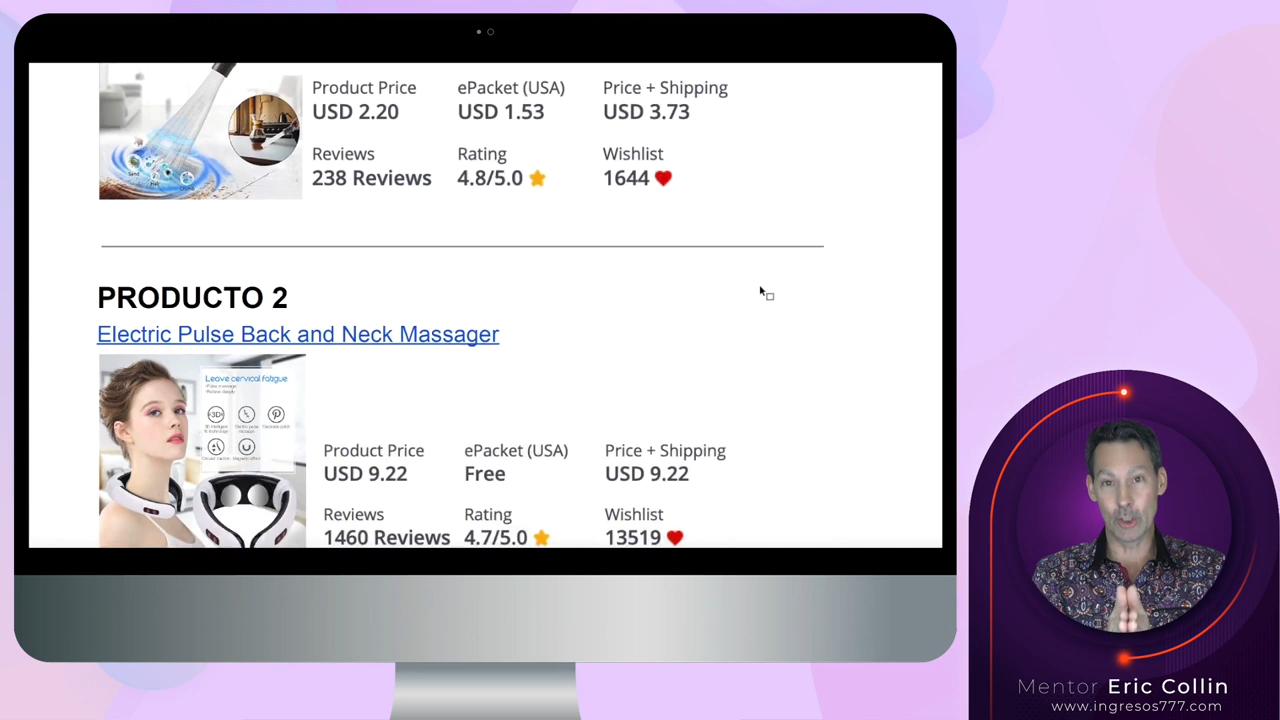 Product Price
ePacket (USA)
Price + Shipping
USD 2.20
USD 1.53
USD 3.73
Reviews
Rating
Wishlist
238 Reviews
4.8/5.0
1644
PRODUCTO 2
Electric Pulse Back and Neck Massager
Leave cervical fatigue
Product Price
ePacket (USA)
Price + Shipping
USD 9.22
Free
USD 9.22
Reviews
Rating
Wishlist
1460 Reviews
4.7/5.0
13519
Mentor Eric Collin
www.ingresos777.com